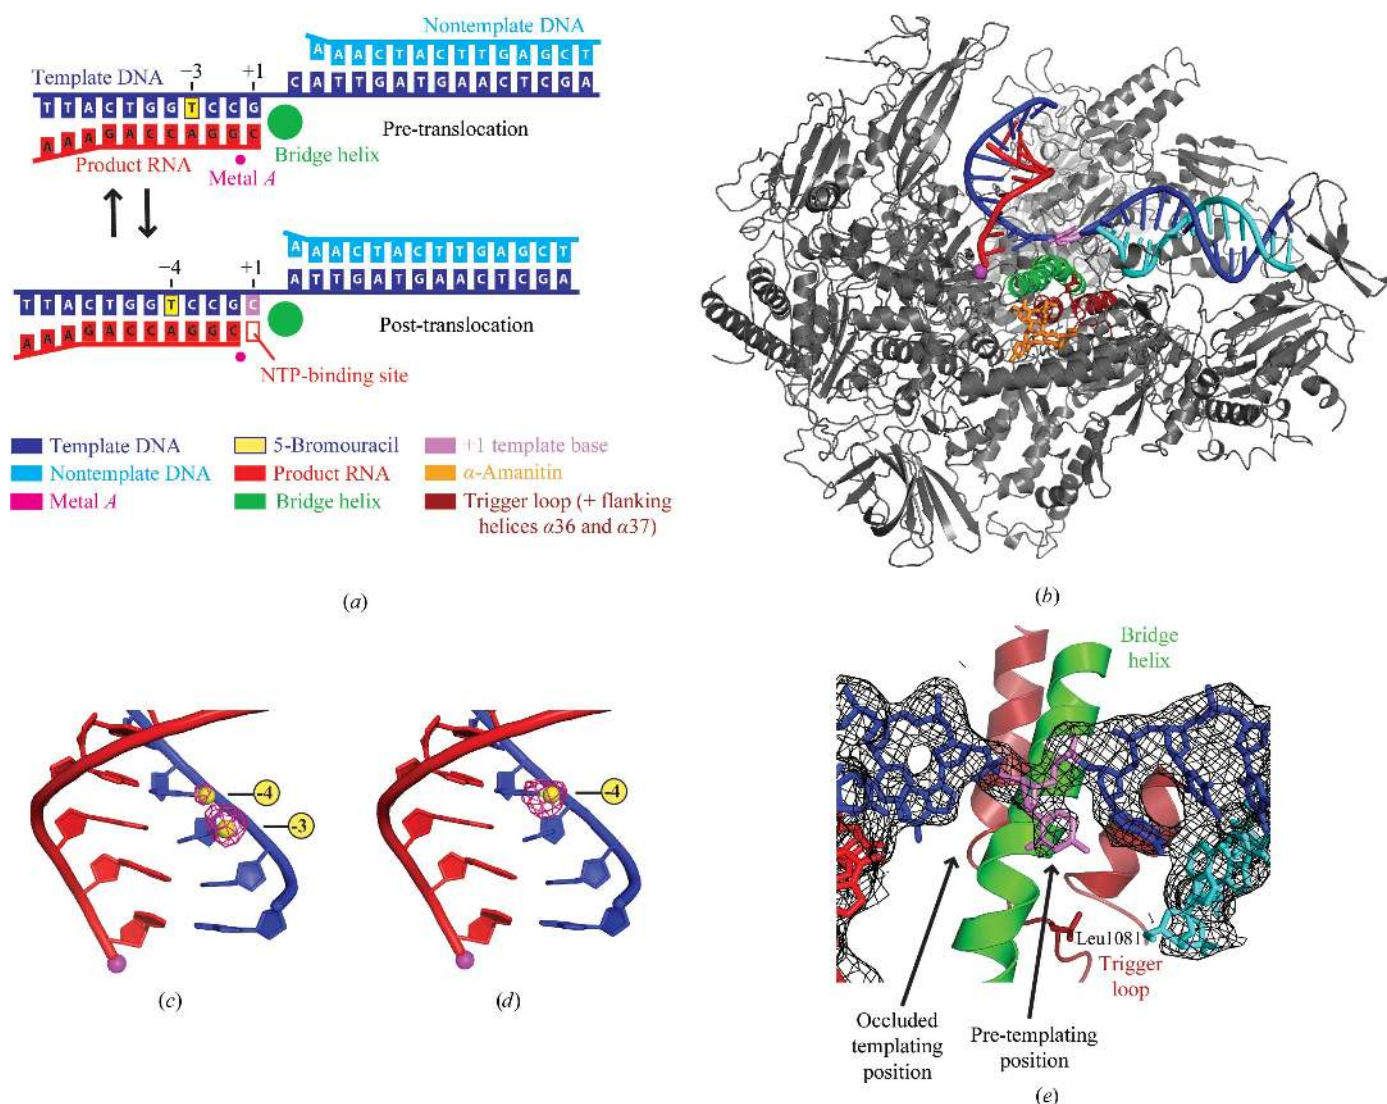 Nontemplate DNA
A A A C T A C T T G A G C T
Template DNA
−3
+1
C A T T G A T G A A C T C G A
T T A C T G G T C C G
A A A G A C C A G G C
Pre-translocation
Product RNA
Bridge helix
Metal A
A A A C T A C T T G A G C T
−4
+1
A T T G A T G A A C T C G A
T T A C T G G T C C G C
A A A G A C C A G G C
Post-translocation
NTP-binding site
Template DNA
5-Bromouracil
+1 template base
Nontemplate DNA
Product RNA
α-Amanitin
Metal A
Bridge helix
Trigger loop (+ flanking
helices α36 and α37)
(a)
(b)
-4
-3
(c)
-4
(d)
Bridge
helix
Leu1081
Trigger
loop
Occluded
templating
position
Pre-templating
position
(e)